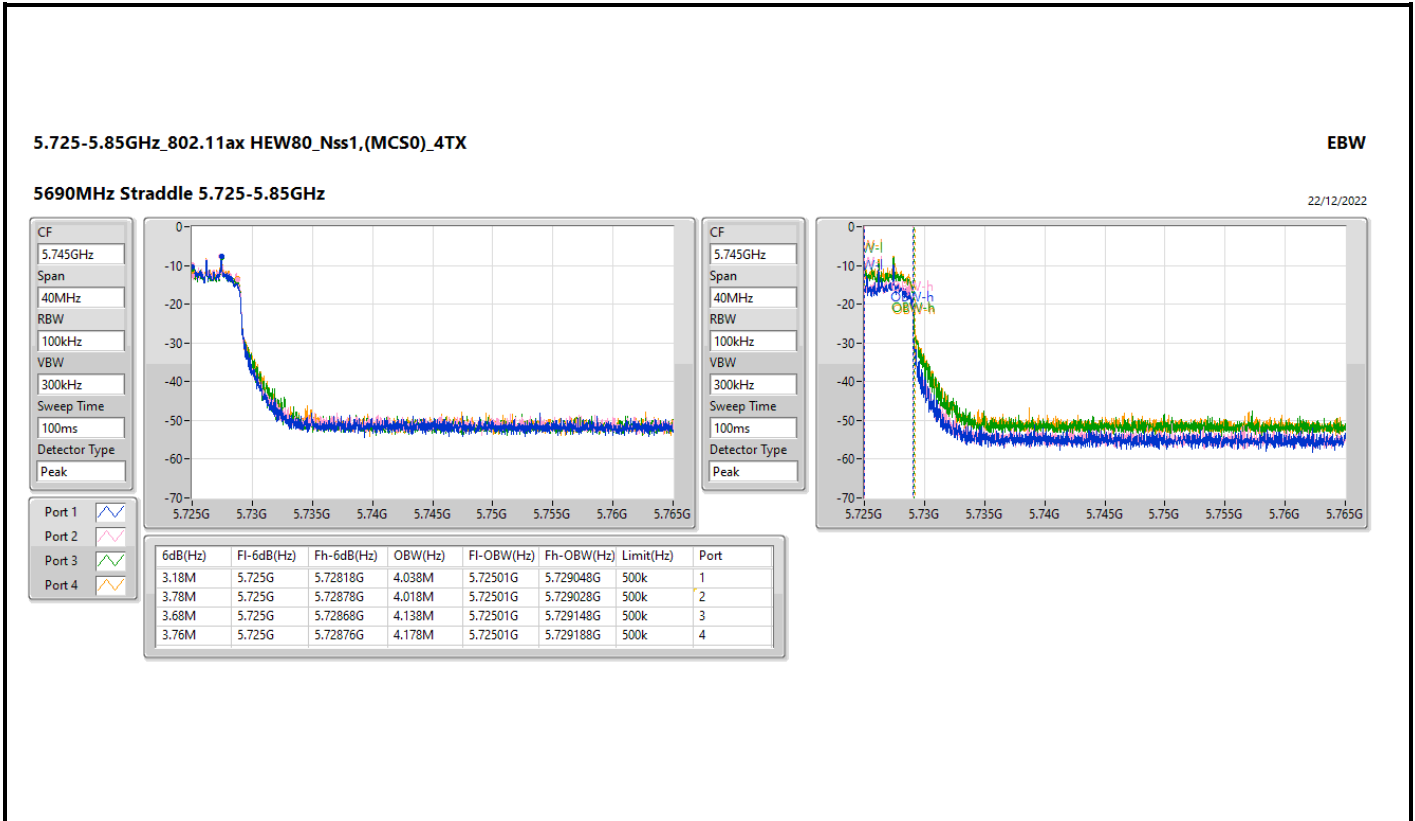 5.725-5.85GHz_802.11ax HEW80_Nss1,(MCS0)_4TX
EBW
5690MHz Straddle 5.725-5.85GHz
22/12/2022
CF
5.745GHz
Span
40MHz
RBW
100kHz
VBW
300kHz
Sweep Time
100ms
Detector Type
Peak
Port 1
Port 2
Port 3
Port 4
0
-10
-20
-30
-40
-50
-60
-70
5.725G 5.73G 5.735G 5.74G 5.745G 5.75G 5.755G 5.76G 5.765G
CF
5.745GHz
Span
40MHz
RBW
100kHz
VBW
300kHz
Sweep Time
100ms
Detector Type
Peak
0
-10
-20
-30
-40
-50
-60
-70
OBW-h
OBW-h
5.725G 5.73G 5.735G 5.74G 5.745G 5.75G 5.755G 5.76G 5.765G
6dB(Hz) Fl-6dB(Hz) Fh-6dB(Hz) OBW(Hz) Fl-OBW(Hz) Fh-OBW(Hz) Limit(Hz) Port
3.18M 5.725G 5.72818G 4.038M 5.72501G 5.729048G 500k 1
3.78M 5.725G 5.72878G 4.018M 5.72501G 5.729028G 500k 2
3.68M 5.725G 5.72868G 4.138M 5.72501G 5.729148G 500k 3
3.76M 5.725G 5.72876G 4.178M 5.72501G 5.729188G 500k 4